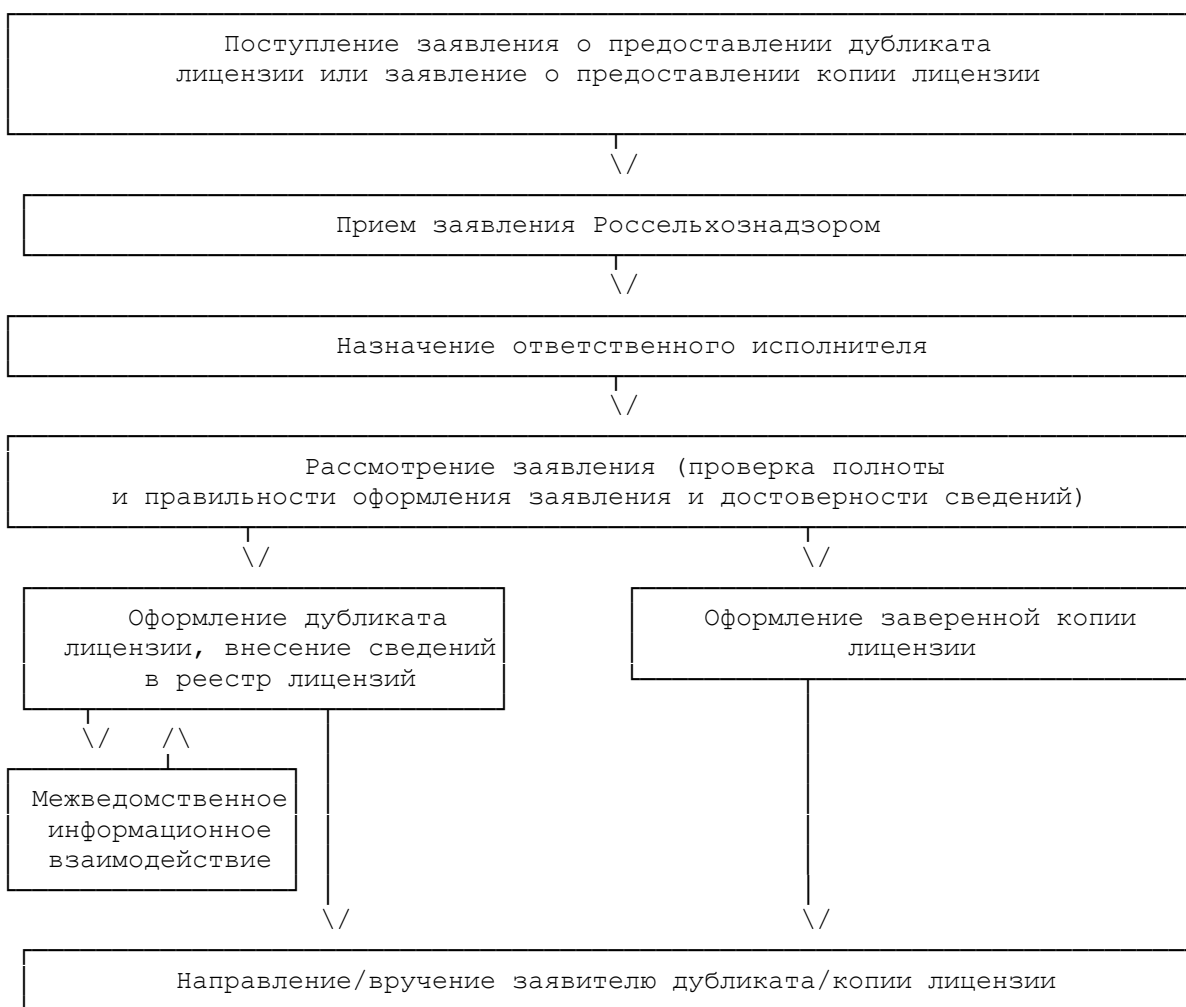 Поступление заявления о предоставлении дубликата
лицензии или заявление о предоставлении копии лицензии
Прием заявления Россельхознадзором
Назначение ответственного исполнителя
Рассмотрение заявления (проверка полноты
и правильности оформления заявления и достоверности сведений)
Оформление дубликата
лицензии, внесение сведений
в реестр лицензий
Оформление заверенной копии
лицензии
Межведомственное
информационное
взаимодействие
Направление/вручение заявителю дубликата/копии лицензии